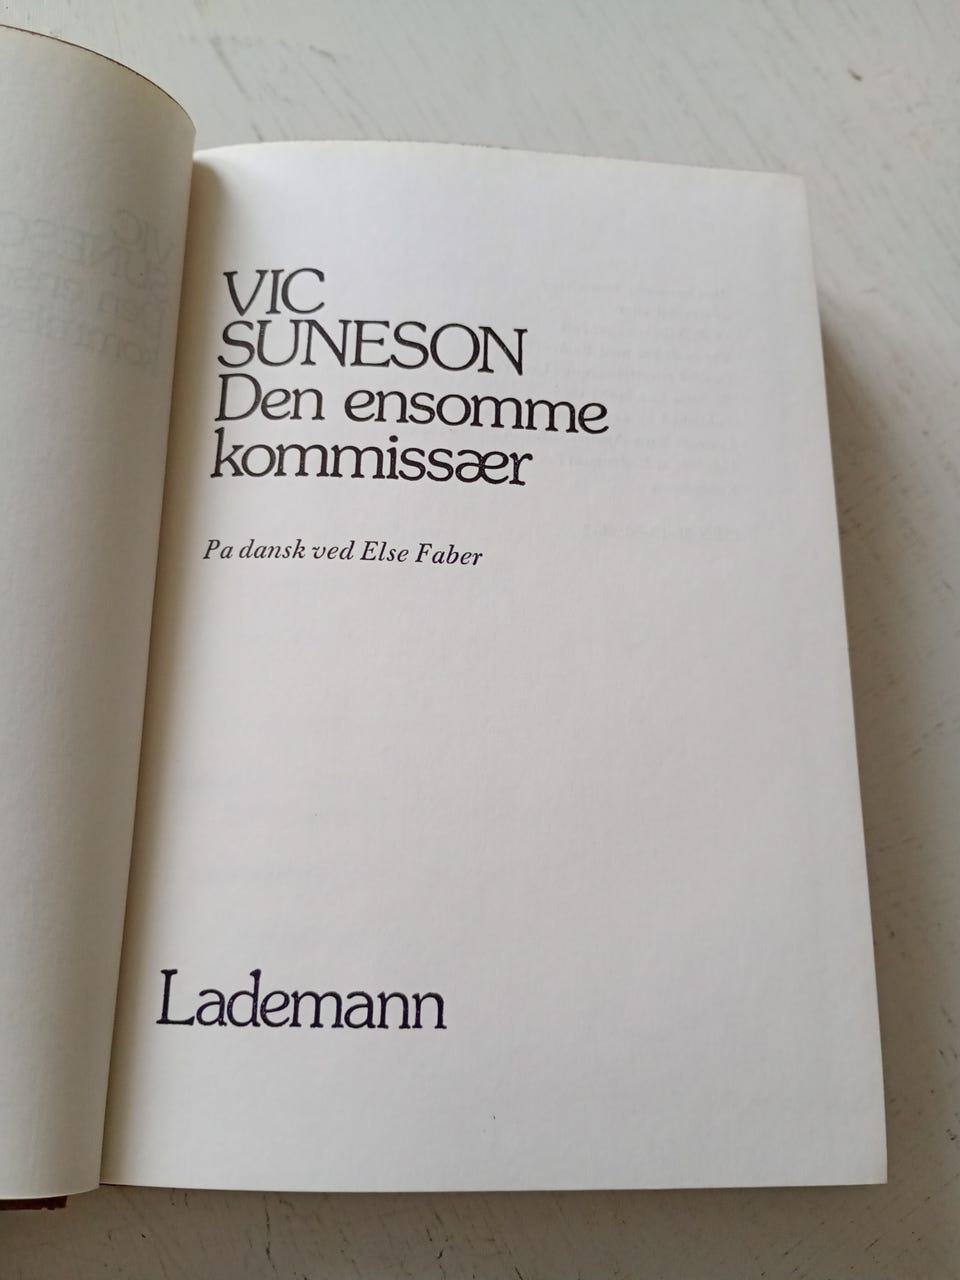 VIC
SUNESON
Den ensomme
kommissær
Pa dansk ved Else Faber
Lademann